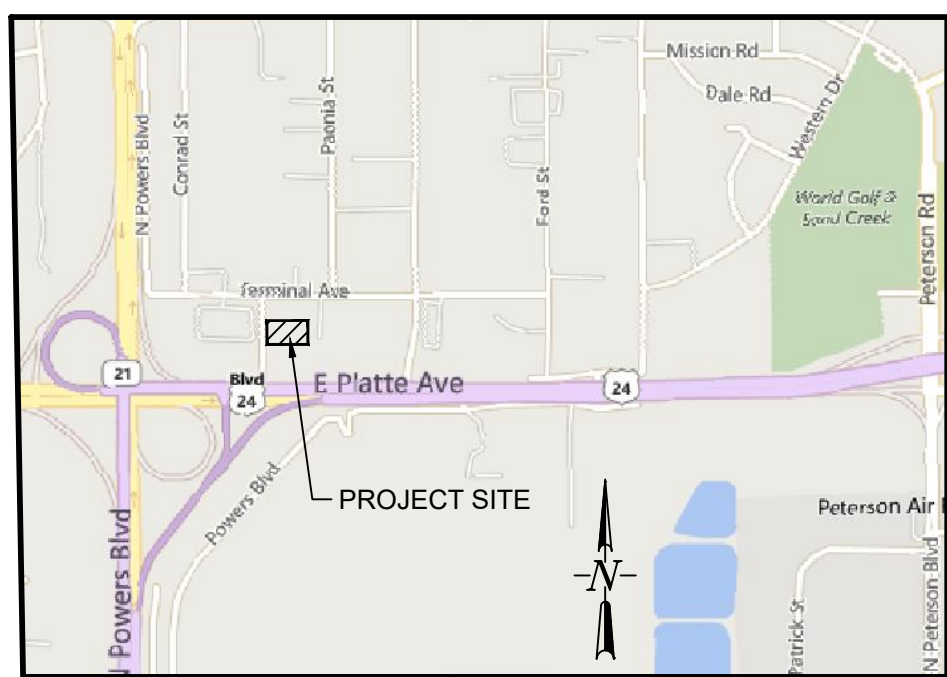 Mission Rd
Dale Rd
Western Dr
Paonia St
Conrad St
N Powers Blvd
Ford St
World Golf &
Sand Creek
Peterson Rd
Terminal Ave
21
Blvd
24
E Platte Ave
24
PROJECT SITE
Powers Blvd
Peterson Air
N
N Powers Blvd
Patrick St
N Peterson Blvd